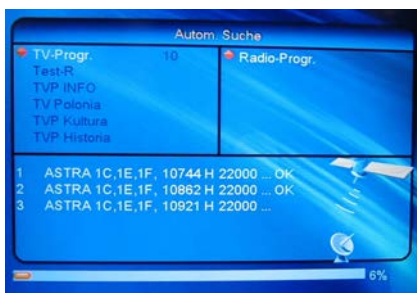 Autom. Suche
TV-Progr. 10
Test-R
TVP INFO
TV Polonia
TVP Kultura
TVP Historia
Radio-Progr.
1 ASTRA 1C,1E,1F, 10744 H 22000 ... OK
2 ASTRA 1C,1E,1F, 10862 H 22000 ... OK
3 ASTRA 1C,1E,1F, 10921 H 22000 ...
6%